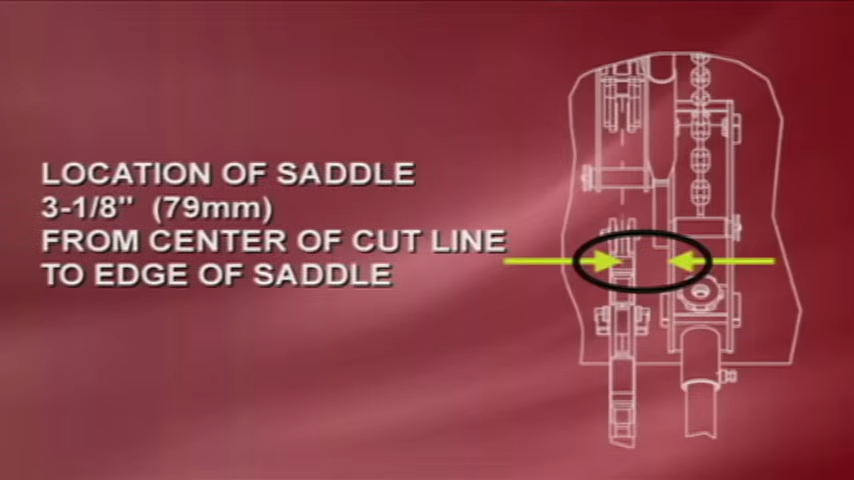 LOCATION OF SADDLE
3-1/8" (79mm)
FROM CENTER OF CUT LINE
TO EDGE OF SADDLE